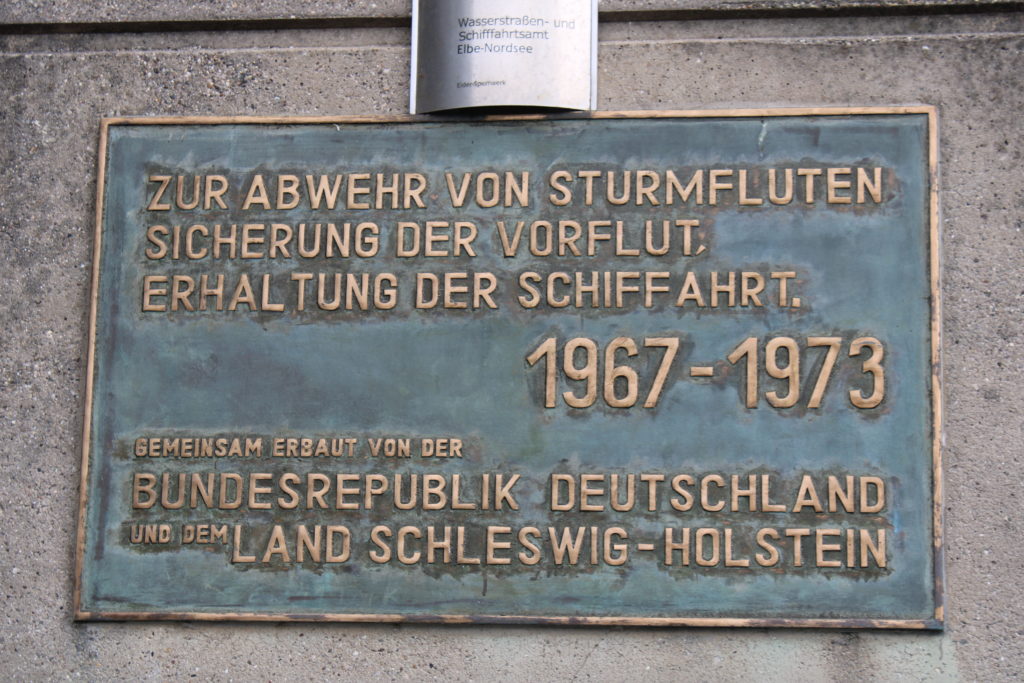 Wasserstraßen- und
Schifffahrtsamt
Elbe-Nordsee
Eidersperrwerk
ZUR ABWEHR VON STURMFLUTEN
SICHERUNG DER VORFLUT,
ERHALTUNG DER SCHIFFAHRT.
1967-1973
GEMEINSAM ERBAUT VON DER
BUNDESREPUBLIK DEUTSCHLAND
UND DEM LAND SCHLESWIG-HOLSTEIN